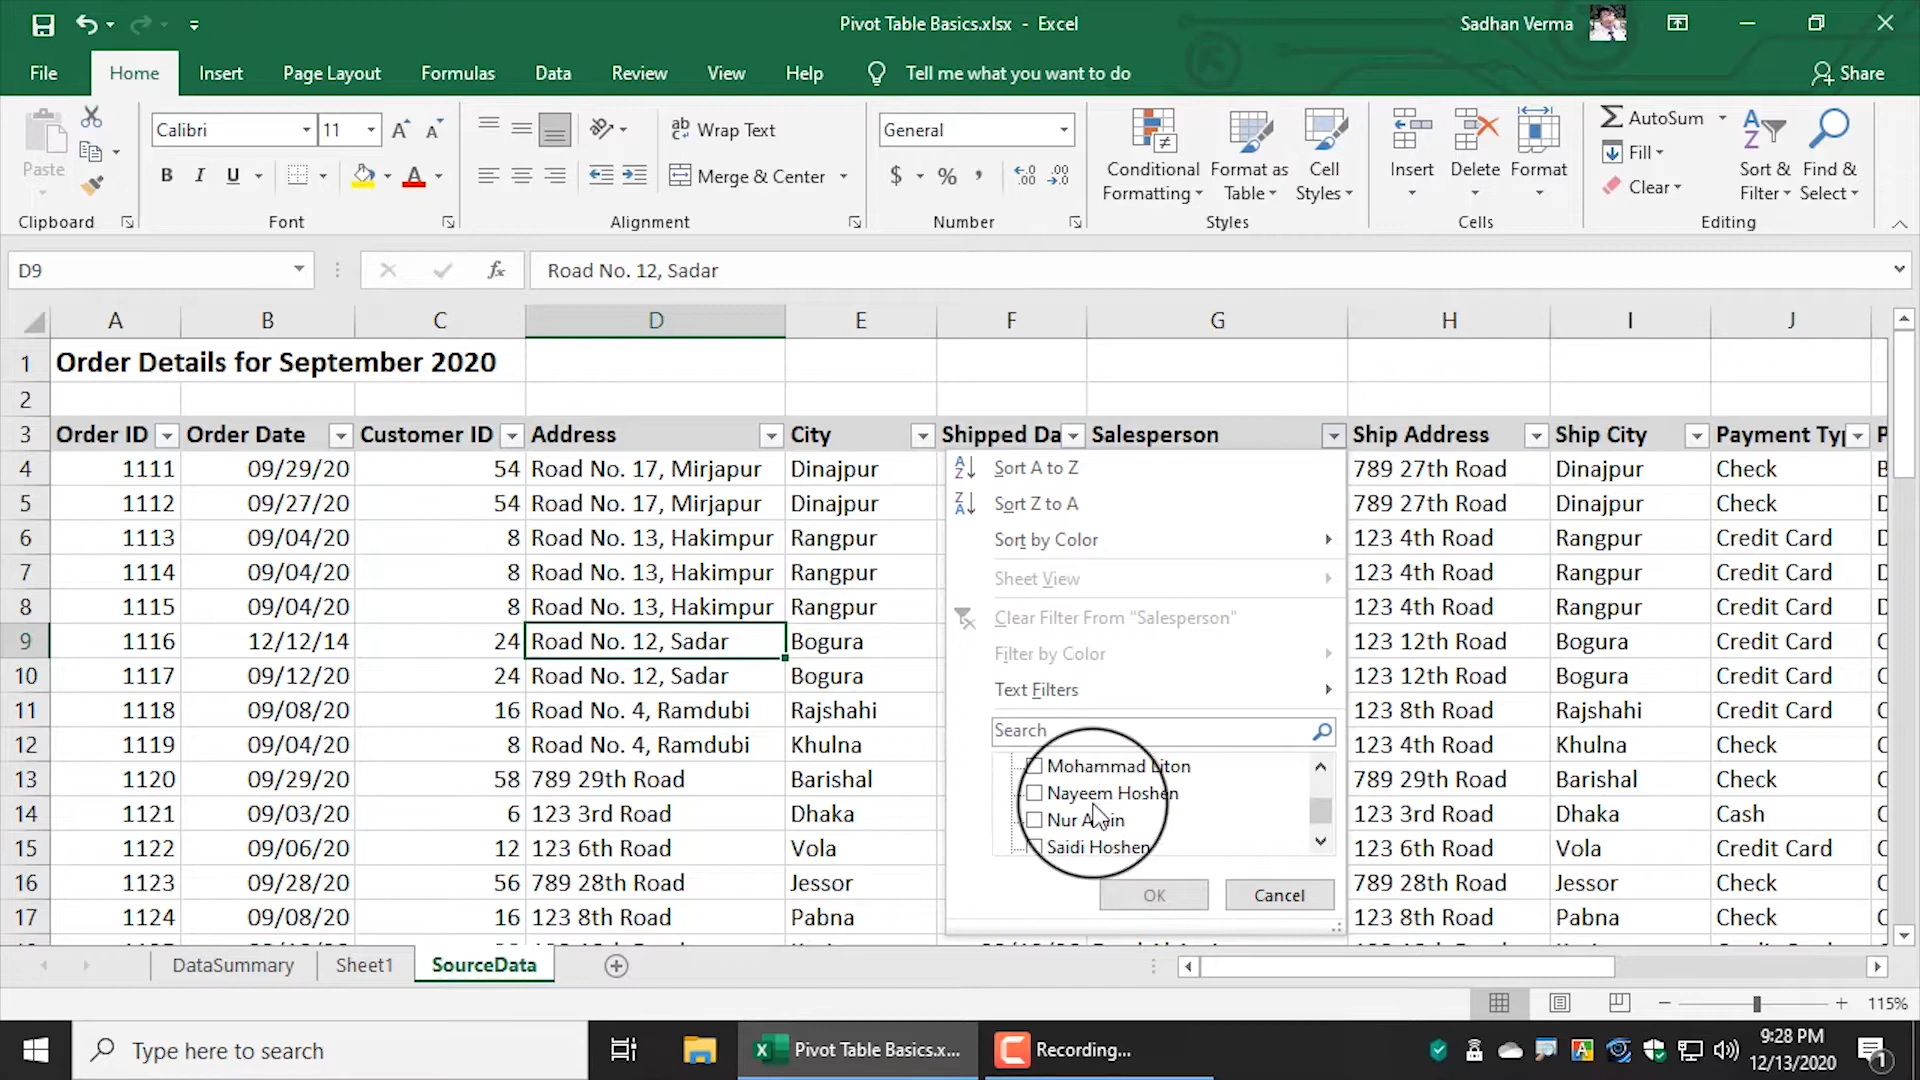 Pivot Table Basics.xlsx - Excel
Sadhan Verma
File Home Insert Page Layout Formulas Data Review View Help Tell me what you want to do Share
Paste
Clipboard
Calibri 11
B I U
Font
Wrap Text
Merge & Center
Alignment
General
$ % ,
Number
Conditional Formatting
Format as Table
Cell Styles
Styles
Insert Delete Format
Cells
AutoSum
Fill
Clear
Sort & Filter
Find & Select
Editing
D9 fx Road No. 12, Sadar
A B C D E F G H I J
1 Order Details for September 2020
2
3 Order ID Order Date Customer ID Address City Shipped Da Salesperson Ship Address Ship City Payment Ty P
4 1111 09/29/20 54 Road No. 17, Mirjapur Dinajpur 789 27th Road Dinajpur Check
5 1112 09/27/20 54 Road No. 17, Mirjapur Dinajpur 789 27th Road Dinajpur Check
6 1113 09/04/20 8 Road No. 13, Hakimpur Rangpur 123 4th Road Rangpur Credit Card
7 1114 09/04/20 8 Road No. 13, Hakimpur Rangpur 123 4th Road Rangpur Credit Card
8 1115 09/04/20 8 Road No. 13, Hakimpur Rangpur 123 4th Road Rangpur Credit Card
9 1116 12/12/14 24 Road No. 12, Sadar Bogura 123 12th Road Bogura Credit Card
10 1117 09/12/20 24 Road No. 12, Sadar Bogura 123 12th Road Bogura Credit Card
11 1118 09/08/20 16 Road No. 4, Ramdubi Rajshahi 123 8th Road Rajshahi Credit Card
12 1119 09/04/20 8 Road No. 4, Ramdubi Khulna 123 4th Road Khulna Check
13 1120 09/29/20 58 789 29th Road Barishal 789 29th Road Barishal Check
14 1121 09/03/20 6 123 3rd Road Dhaka 123 3rd Road Dhaka Cash
15 1122 09/06/20 12 123 6th Road Vola 123 6th Road Vola Credit Card
16 1123 09/28/20 56 789 28th Road Jessor 789 28th Road Jessor Check
17 1124 09/08/20 16 123 8th Road Pabna 123 8th Road Pabna Check
Sort A to Z
Sort Z to A
Sort by Color
Sheet View
Clear Filter From "Salesperson"
Filter by Color
Text Filters
Search
Mohammad Liton
Nayeem Hoshen
Nur
Saidi Hoshen
OK Cancel
DataSummary Sheet1 SourceData
115%
Type here to search
Pivot Table Basics.x...
Recording...
9:28 PM
12/13/2020
1